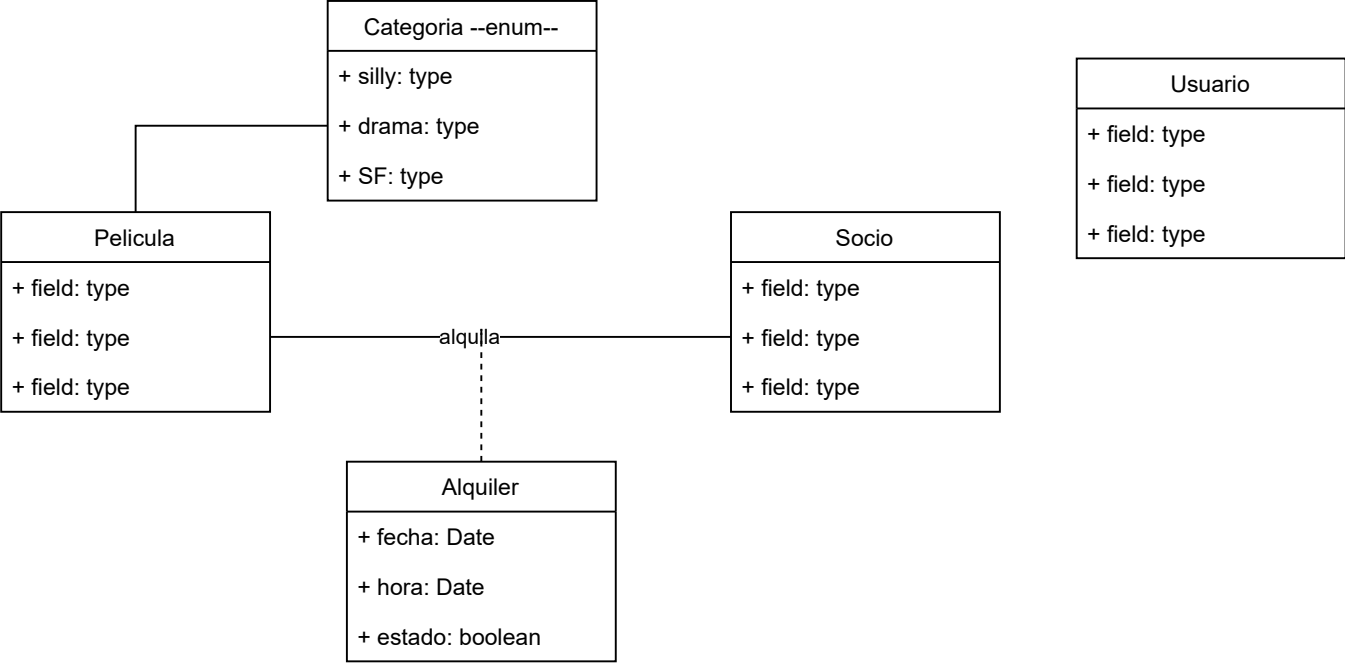 Categoria --enum--
+ silly: type
+ drama: type
+ SF: type
Usuario
+ field: type
+ field: type
+ field: type
Pelicula
+ field: type
+ field: type
+ field: type
alquila
Socio
+ field: type
+ field: type
+ field: type
Alquiler
+ fecha: Date
+ hora: Date
+ estado: boolean